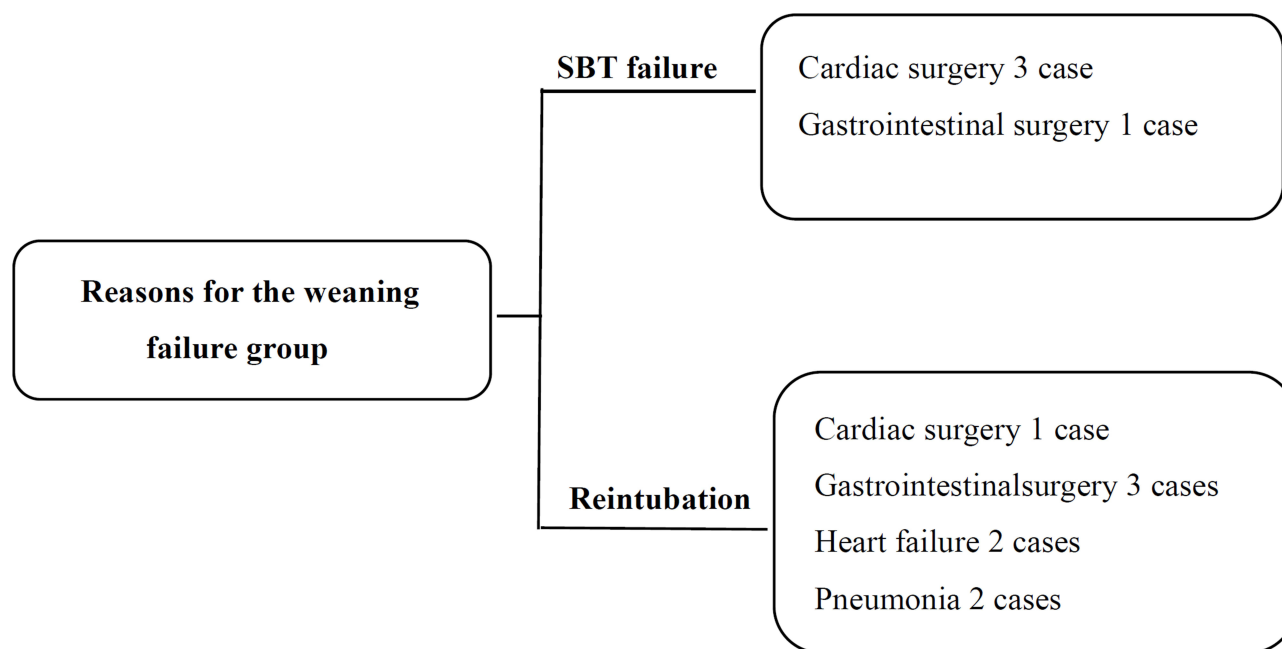 SBT failure
Cardiac surgery 3 case
Gastrointestinal surgery 1 case
Reasons for the weaning
failure group
Reintubation
Cardiac surgery 1 case
Gastrointestinalsurgery 3 cases
Heart failure 2 cases
Pneumonia 2 cases